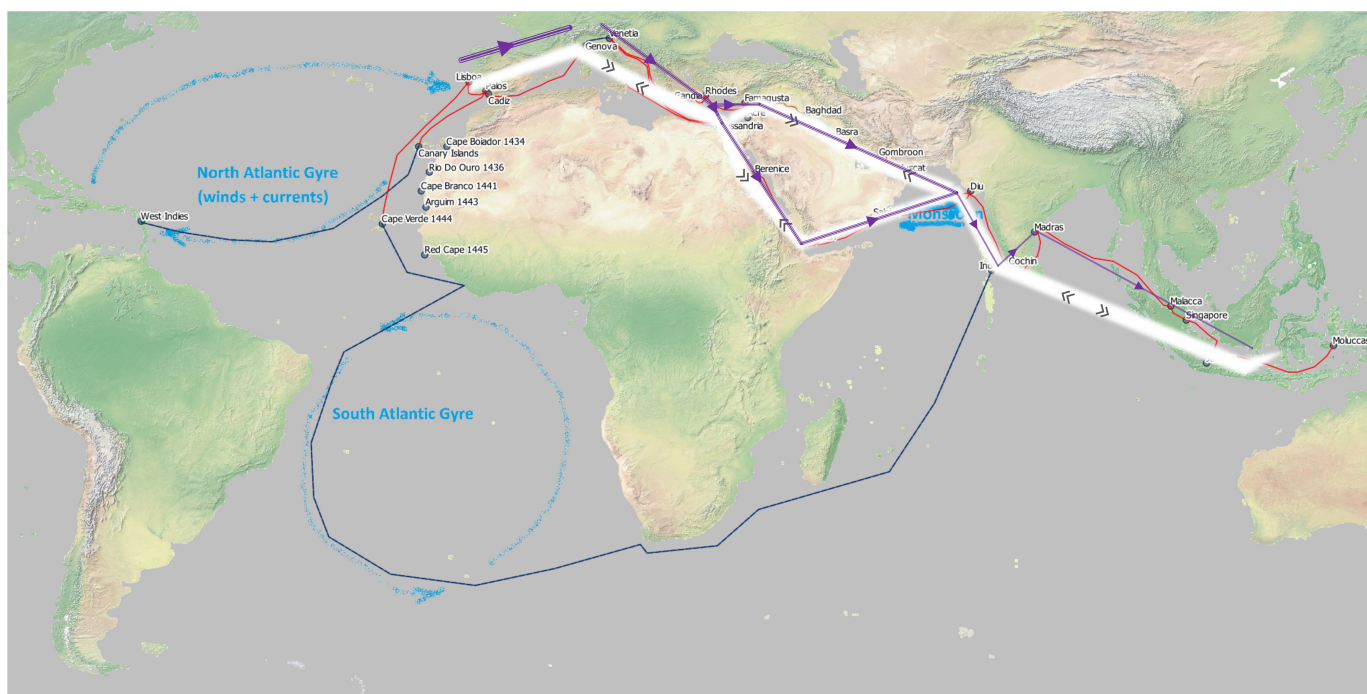 Venetia
Genova
Lisboa
Palos
Cadiz
Rhodes
Famagusta
Baghdad
Basra
Gombroon
Berenice
Cape Boiador 1434
Canary Islands
Rio Do Ouro 1436
Cape Branco 1441
Arguim 1443
Cape Verde 1444
Red Cape 1445
North Atlantic Gyre
(winds + currents)
West Indies
Diu
Monsoon
Madras
Cochin
Malacca
Singapore
Moluccas
South Atlantic Gyre